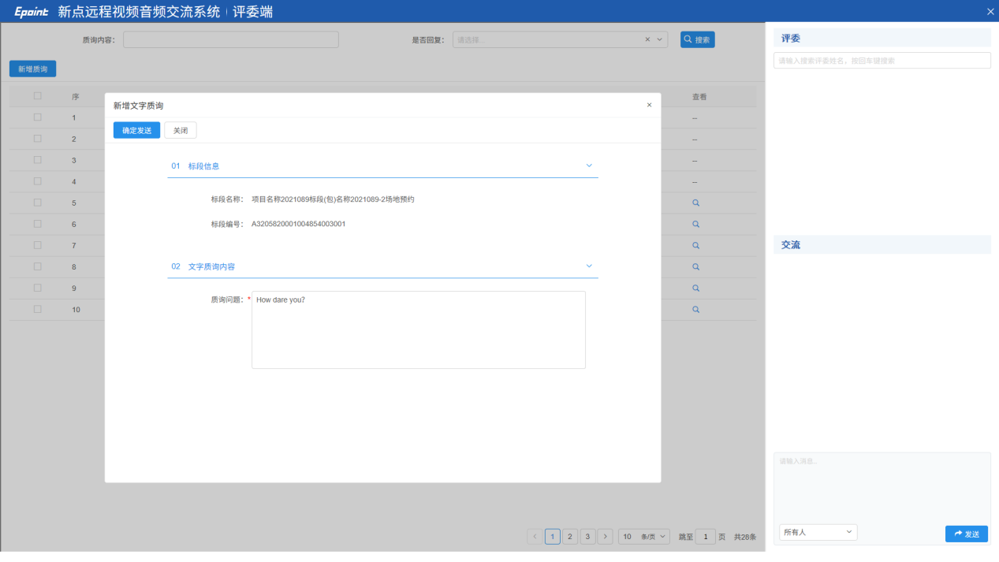 Epoint 新点远程视频音频交流系统 评委端
质询内容:
是否回复: 请选择
搜索
评委
请输入搜索评委姓名，按回车键搜索
新增质询
序 查看
1 --
2 --
3 --
4 --
5
6
7
8
9
10
新增文字质询
确定发送 关闭
01 标段信息
标段名称: 项目名称2021089标段(包)名称2021089-2场地预约
标段编号: A3205820001004854003001
02 文字质询内容
质询问题: * How dare you?
交流
请输入消息..
所有人
发送
1 2 3 10 条/页 跳至 1 页 共28条